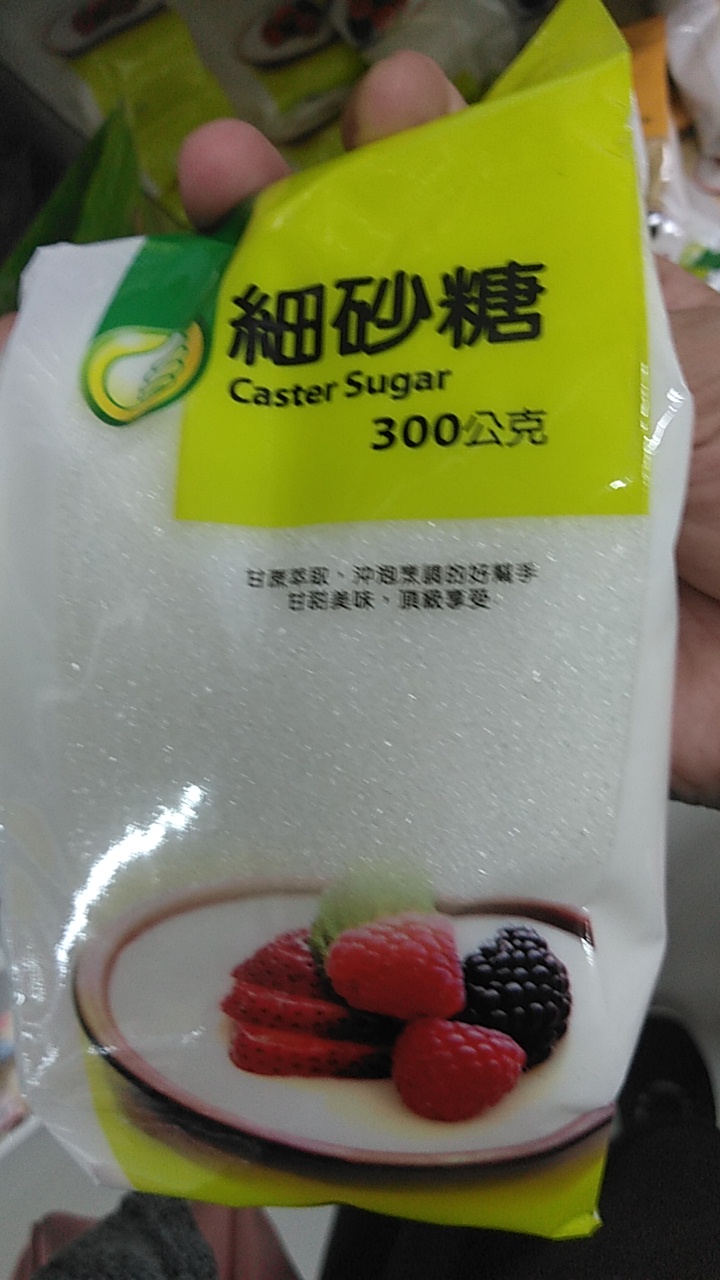 細砂糖
Caster Sugar
300公克
甘蔗萃取、沖泡烹調的好幫手
甘甜美味、頂級享受